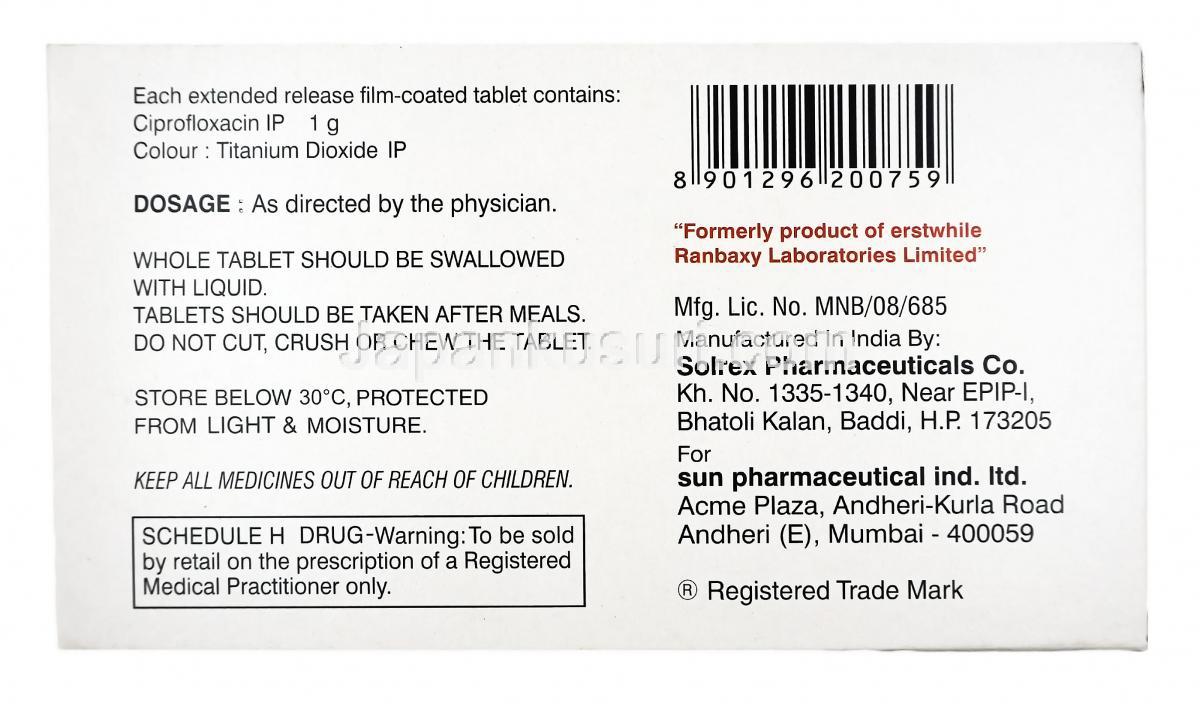 Each extended release film-coated tablet contains:
Ciprofloxacin IP 1 g
Colour : Titanium Dioxide IP
DOSAGE : As directed by the physician.
WHOLE TABLET SHOULD BE SWALLOWED
WITH LIQUID.
TABLETS SHOULD BE TAKEN AFTER MEALS.
DO NOT CUT, CRUSH OR CHEW THE TABLET.
STORE BELOW 30°C, PROTECTED
FROM LIGHT & MOISTURE.
KEEP ALL MEDICINES OUT OF REACH OF CHILDREN.
SCHEDULE H DRUG-Warning: To be sold
by retail on the prescription of a Registered
Medical Practitioner only.
8 901296 200759
“Formerly product of erstwhile
Ranbaxy Laboratories Limited”
Mfg. Lic. No. MNB/08/685
Manufactured in India By:
Solrex Pharmaceuticals Co.
Kh. No. 1335-1340, Near EPIP-I,
Bhatoli Kalan, Baddi, H.P. 173205
For
sun pharmaceutical ind. ltd.
Acme Plaza, Andheri-Kurla Road
Andheri (E), Mumbai - 400059
® Registered Trade Mark
Japankusuri.com